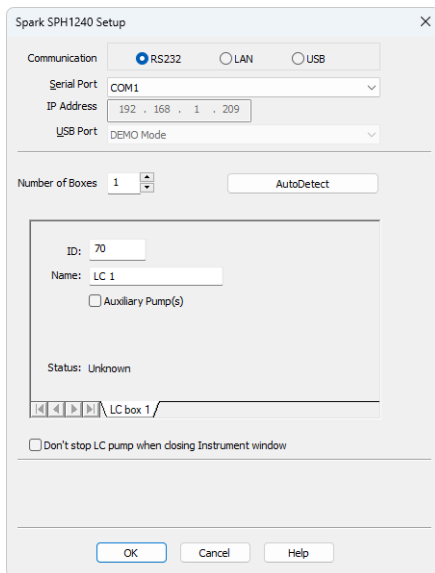 Spark SPH1240 Setup
Communication RS232 LAN USB
Serial Port COM1
IP Address 192 . 168 . 1 . 209
USB Port DEMO Mode
Number of Boxes 1 AutoDetect
ID: 70
Name: LC 1
Auxiliary Pump(s)
Status: Unknown
LC box 1
Don't stop LC pump when closing Instrument window
OK Cancel Help